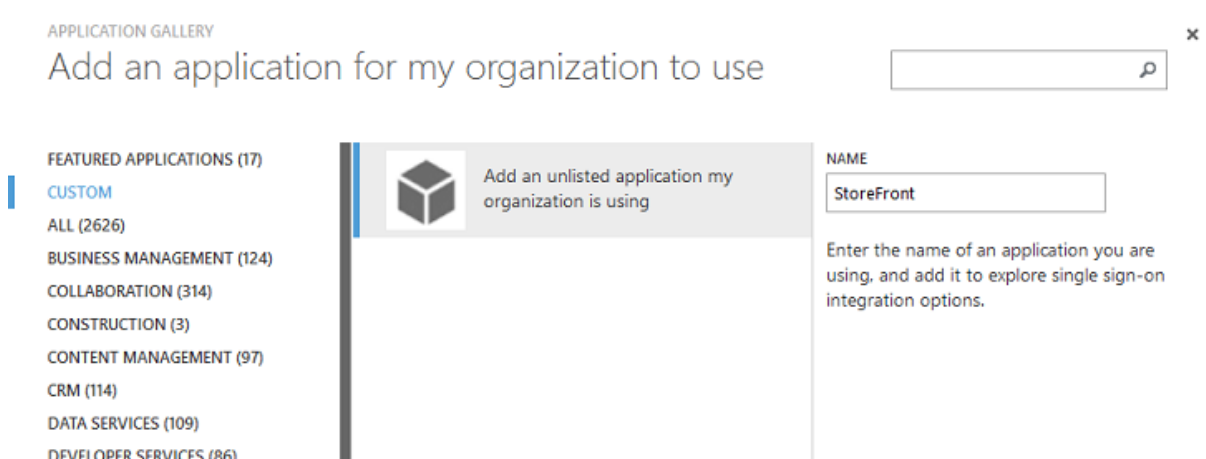 APPLICATION GALLERY
Add an application for my organization to use
FEATURED APPLICATIONS (17)
CUSTOM
ALL (2626)
BUSINESS MANAGEMENT (124)
COLLABORATION (314)
CONSTRUCTION (3)
CONTENT MANAGEMENT (97)
CRM (114)
DATA SERVICES (109)
DEVELOPER SERVICES (86)
Add an unlisted application my
organization is using
NAME
StoreFront
Enter the name of an application you are
using, and add it to explore single sign-on
integration options.